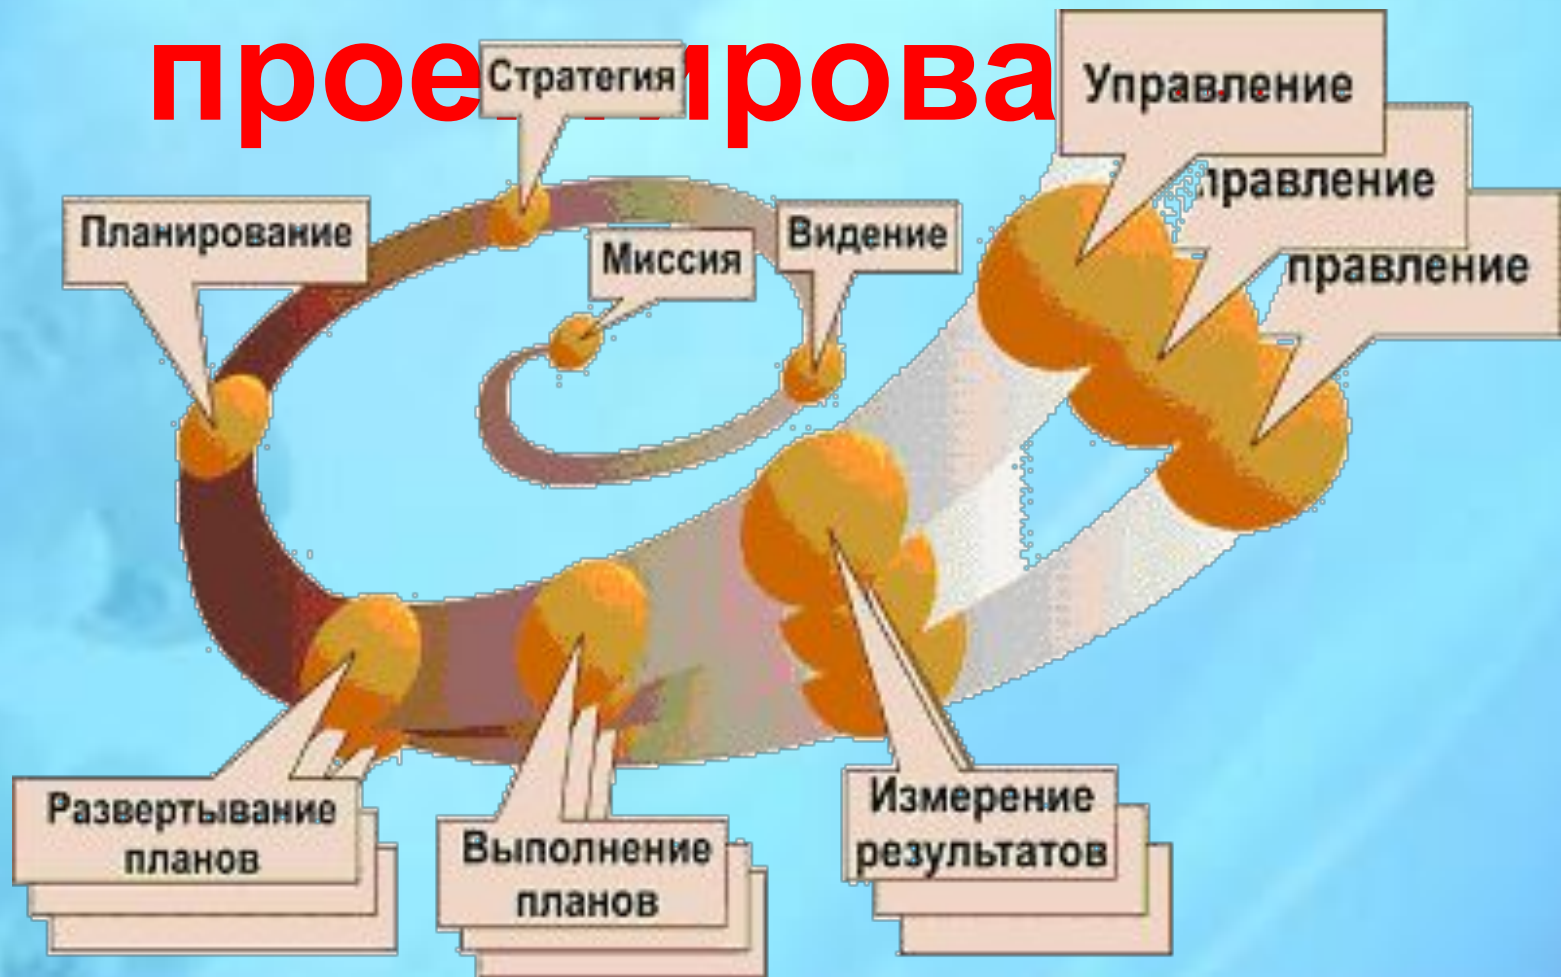 прое
ирова
Стратегия
Управление
правление
правление
Планирование
Миссия
Видение
Развертывание
планов
Выполнение
планов
Измерение
результатов